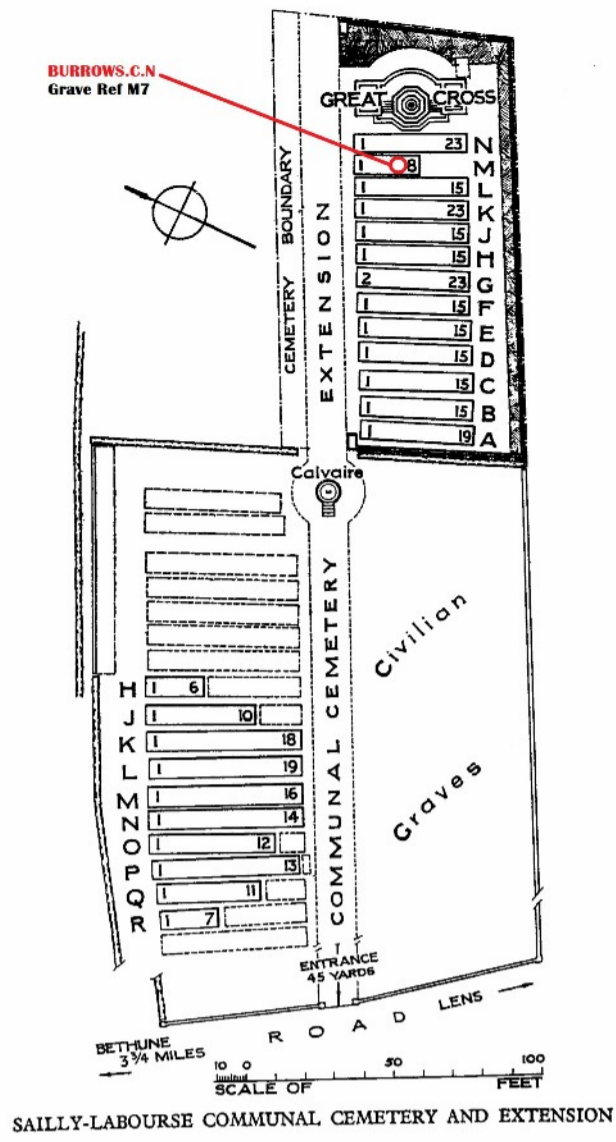 BURROWS.C.N
Grave Ref M7
GREAT CROSS
1 23 N
1 8 M
1 15 L
1 23 K
1 15 J
1 15 H
2 23 G
1 15 F
1 15 E
1 15 D
1 15 C
1 15 B
1 19 A
CEMETERY BOUNDARY
EXTENSION
Calvaire
COMMUNAL CEMETERY
Civilian
Graves
H 1 6
J 1 10
K 1 18
L 1 19
M 1 16
N 1 14
O 1 12
P 1 13
Q 1 11
R 1 7
ENTRANCE
45 YARDS
ROAD
LENS
BETHUNE
3 3/4 MILES
10 0 50 100
SCALE OF FEET
SAILLY-LABOURSE COMMUNAL CEMETERY AND EXTENSION